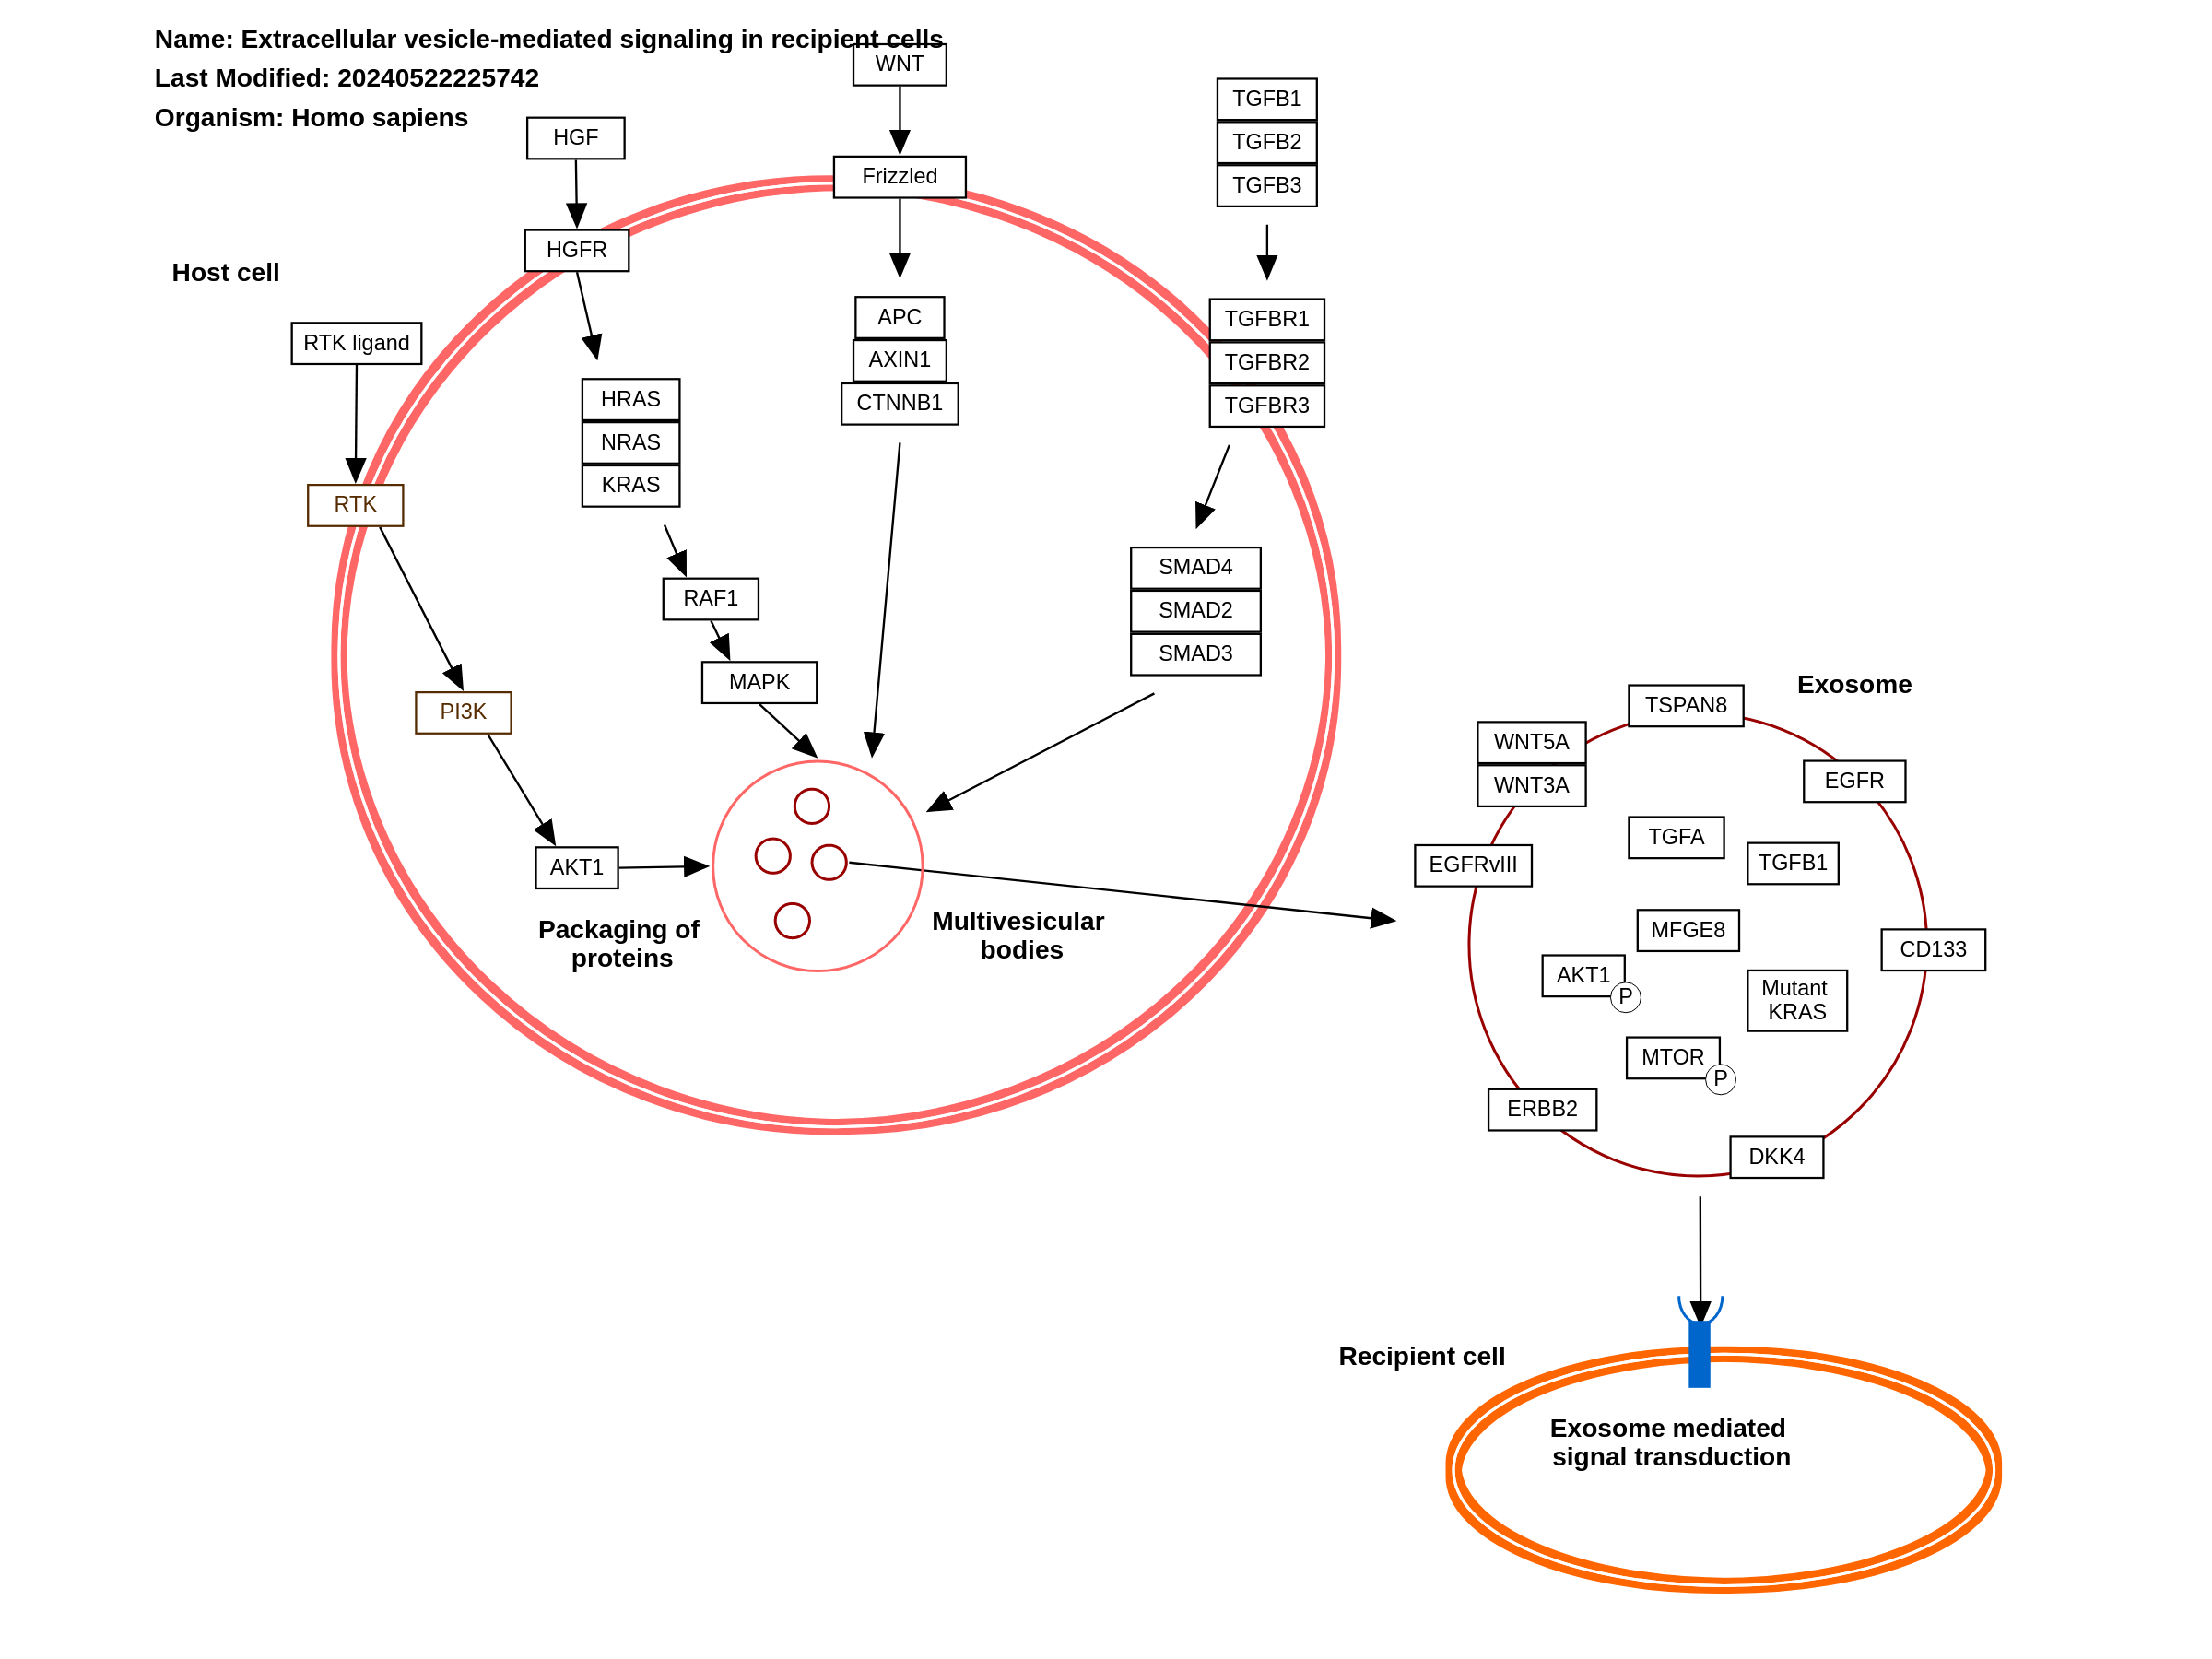 Name: Extracellular vesicle-mediated signaling in recipient cells
Last Modified: 20240522225742
Organism: Homo sapiens
WNT
HGF
TGFB1
TGFB2
TGFB3
Frizzled
HGFR
Host cell
RTK ligand
APC
AXIN1
CTNNB1
TGFBR1
TGFBR2
TGFBR3
HRAS
NRAS
KRAS
RTK
RAF1
SMAD4
SMAD2
SMAD3
MAPK
PI3K
AKT1
Packaging of
proteins
Multivesicular
bodies
Exosome
TSPAN8
WNT5A
WNT3A
EGFR
TGFA
TGFB1
EGFRvIII
MFGE8
CD133
AKT1
P
Mutant
KRAS
MTOR
P
ERBB2
DKK4
Recipient cell
Exosome mediated
signal transduction